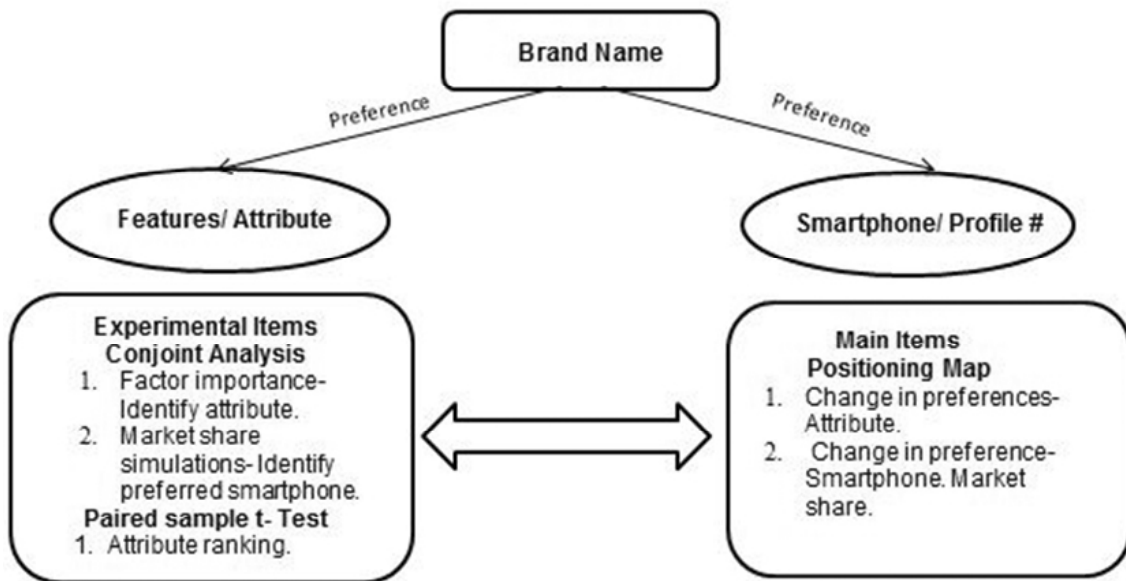 Brand Name
Preference
Preference
Features/ Attribute
Smartphone/ Profile #
Experimental Items
Conjoint Analysis
1. Factor importance-
Identify attribute.
2. Market share
simulations- Identify
preferred smartphone.
Paired sample t- Test
1. Attribute ranking.
Main Items
Positioning Map
1. Change in preferences-
Attribute.
2. Change in preference-
Smartphone. Market
share.